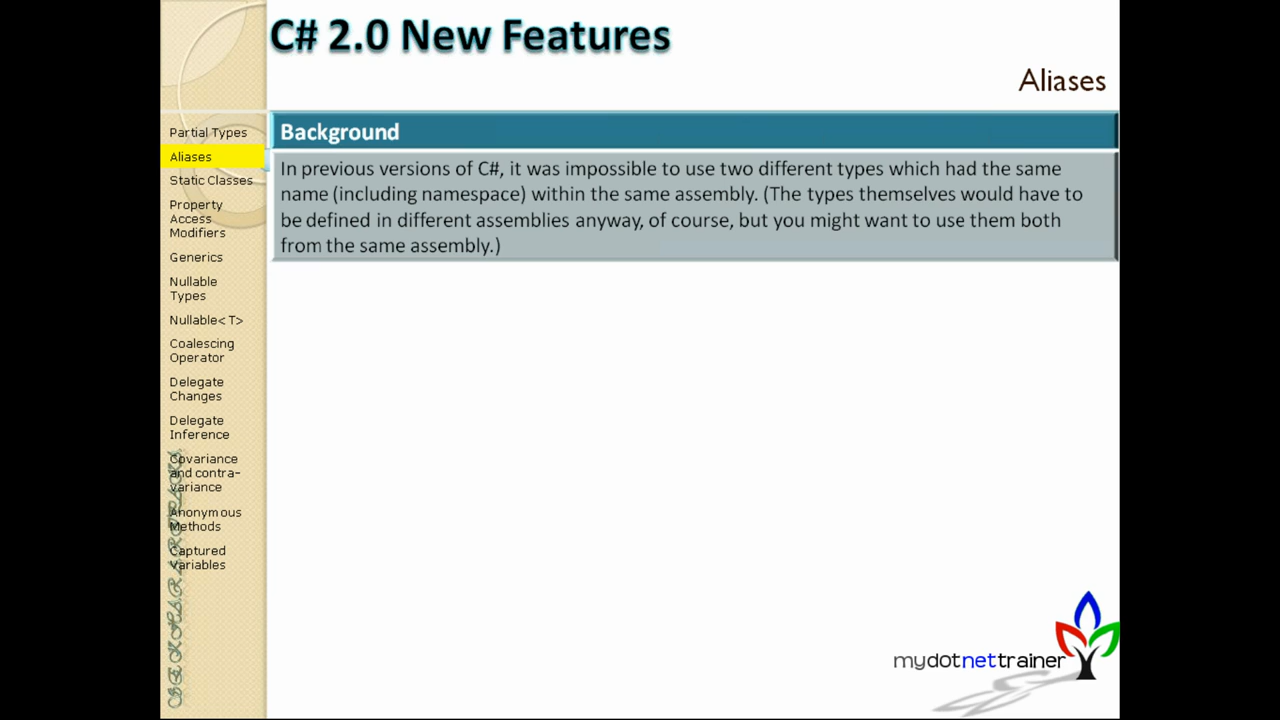 C# 2.0 New Features
Aliases
Partial Types
Aliases
Static Classes
Property
Access
Modifiers
Generics
Nullable
Types
Nullable< T>
Coalescing
Operator
Delegate
Changes
Delegate
Inference
Covariance
and contra-
variance
Anonymous
Methods
Captured
variables
Background
In previous versions of C#, it was impossible to use two different types which had the same
name (including namespace) within the same assembly. (The types themselves would have to
be defined in different assemblies anyway, of course, but you might want to use them both
from the same assembly.)
mydotnettrainer